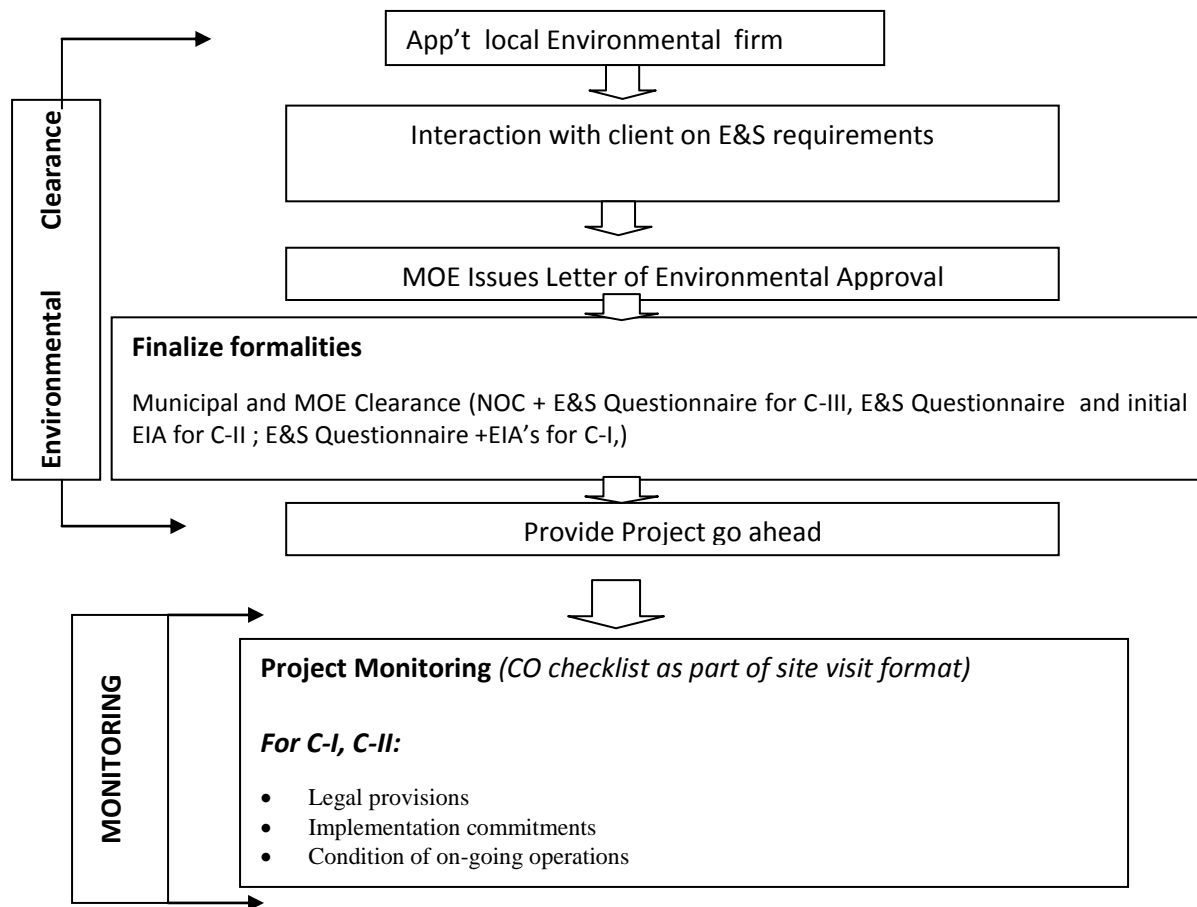 App't local Environmental firm
Interaction with client on E&S requirements
MOE Issues Letter of Environmental Approval
Environmental Clearance
Finalize formalities
Municipal and MOE Clearance (NOC + E&S Questionnaire for C-III, E&S Questionnaire and initial
EIA for C-II ; E&S Questionnaire +EIA's for C-I,)
Provide Project go ahead
MONITORING
Project Monitoring (CO checklist as part of site visit format)
For C-I, C-II:
• Legal provisions
• Implementation commitments
• Condition of on-going operations